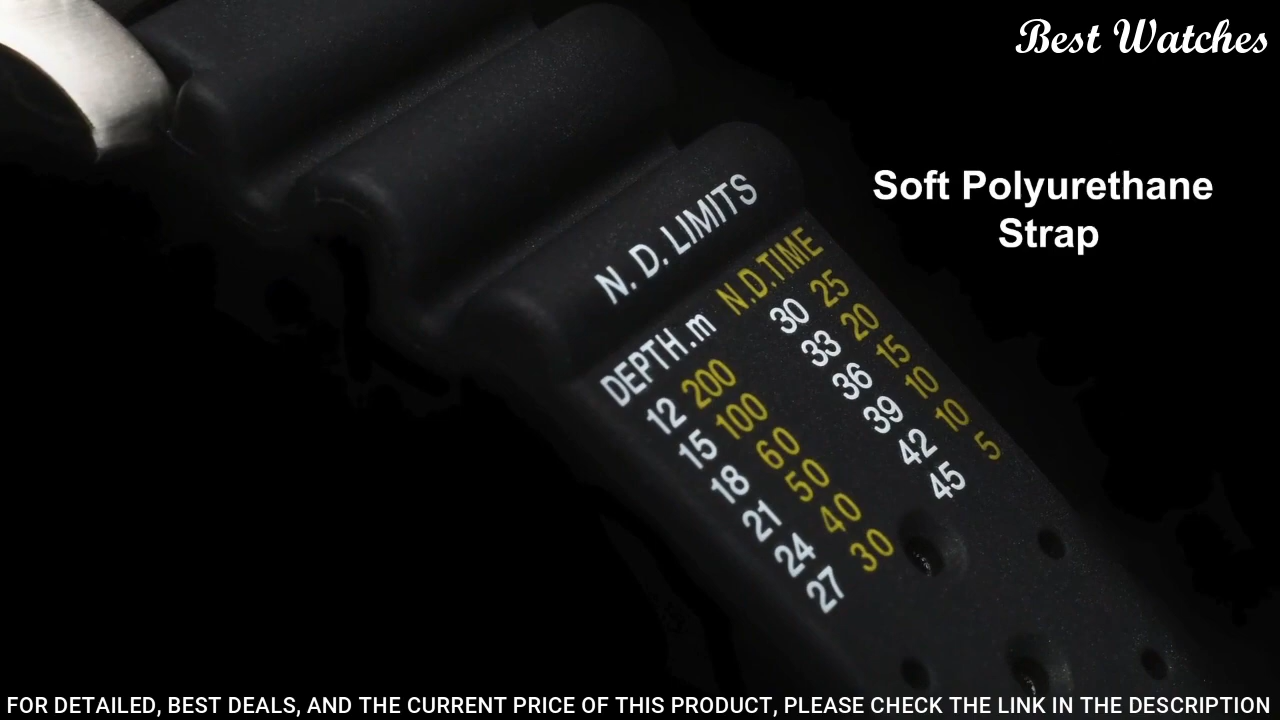 Best Watches
Soft Polyurethane
Strap
N. D. LIMITS
DEPTH.m N.D.TIME
12 200 30 25
15 100 33 20
18 60 36 15
21 50 39 10
24 40 42 10
27 30 45 5
FOR DETAILED, BEST DEALS, AND THE CURRENT PRICE OF THIS PRODUCT, PLEASE CHECK THE LINK IN THE DESCRIPTION